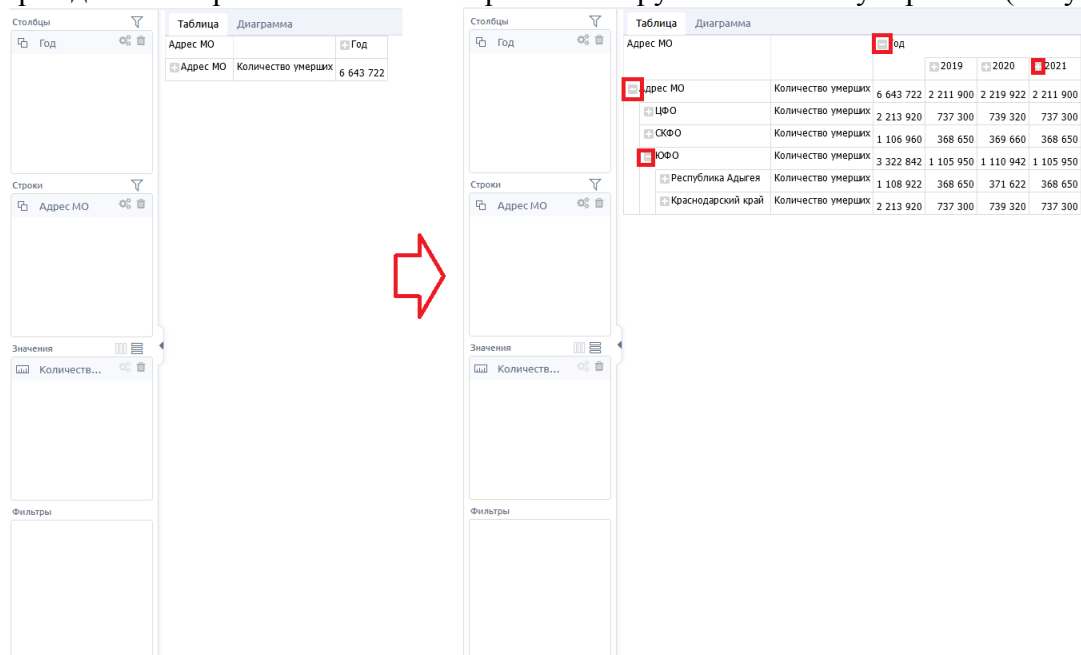 Столбцы
Год
Строки
Адрес МО
Значения
Количеств...
Фильтры
Таблица Диаграмма
Адрес МО Год
Адрес МО Количество умерших 6 643 722
Столбцы
Год
Строки
Адрес МО
Значения
Количеств...
Фильтры
Таблица Диаграмма
Адрес МО од
2019 2020 2021
Адрес МО Количество умерших 6 643 722 2 211 900 2 219 922 2 211 900
ЦФО Количество умерших 2 213 920 737 300 739 320 737 300
СКФО Количество умерших 1 106 960 368 650 369 660 368 650
ЮФО Количество умерших 3 322 842 1 105 950 1 110 942 1 105 950
Республика Адыгея Количество умерших 1 108 922 368 650 371 622 368 650
Краснодарский край Количество умерших 2 213 920 737 300 739 320 737 300